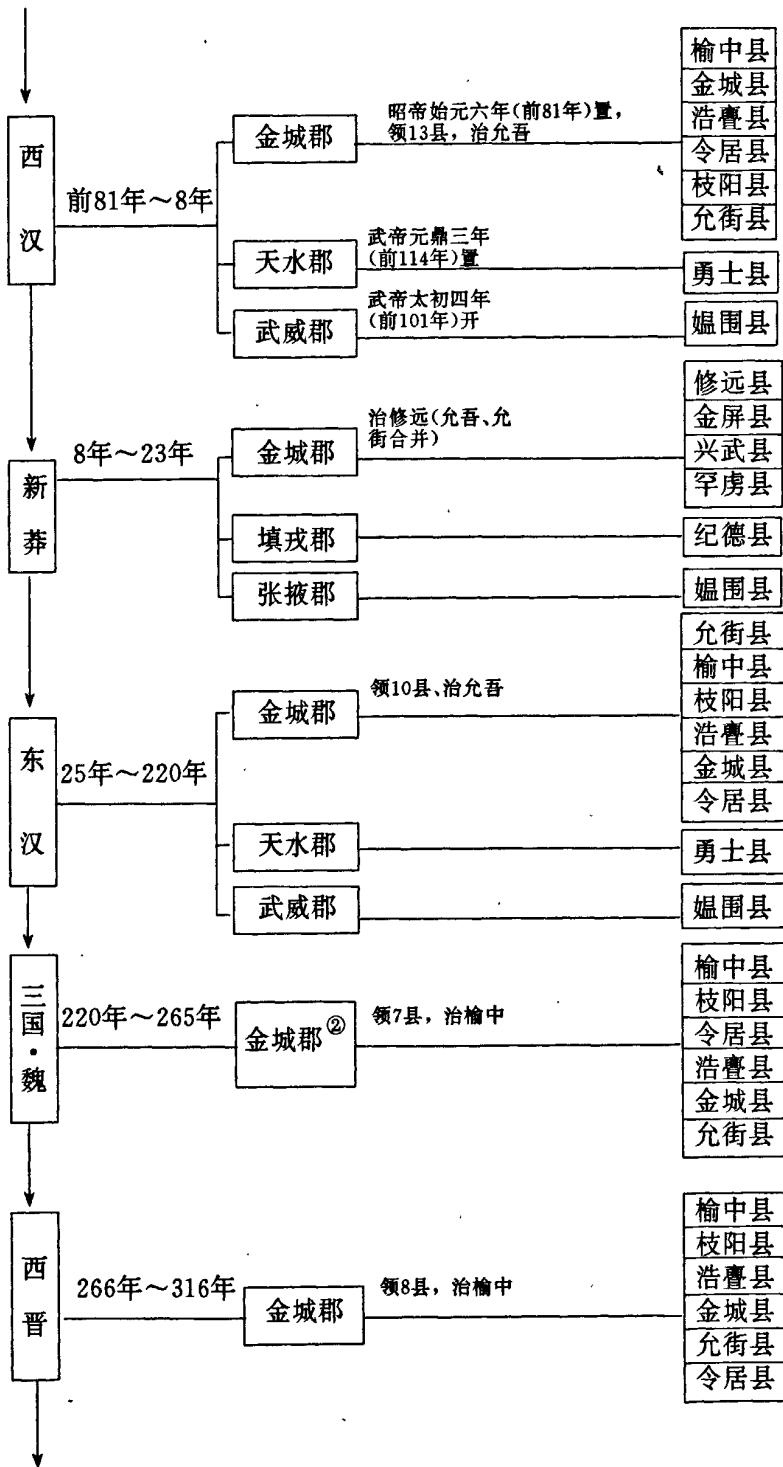 西汉
前81年～8年
金城郡
昭帝始元六年(前81年)置，
领13县，治允吾
榆中县
金城县
浩亹县
令居县
枝阳县
允街县
天水郡
武帝元鼎三年
(前114年)置
勇士县
武威郡
武帝太初四年
(前101年)开
媪围县
新莽
8年～23年
金城郡
治修远(允吾、允
街合并)
修远县
金屏县
兴武县
罕虏县
填戎郡
纪德县
张掖郡
媪围县
东汉
25年～220年
金城郡
领10县、治允吾
允街县
榆中县
枝阳县
浩亹县
金城县
令居县
天水郡
勇士县
武威郡
媪围县
三国·魏
220年～265年
金城郡②
领7县，治榆中
榆中县
枝阳县
令居县
浩亹县
金城县
允街县
西晋
266年～316年
金城郡
领8县，治榆中
榆中县
枝阳县
浩亹县
金城县
允街县
令居县